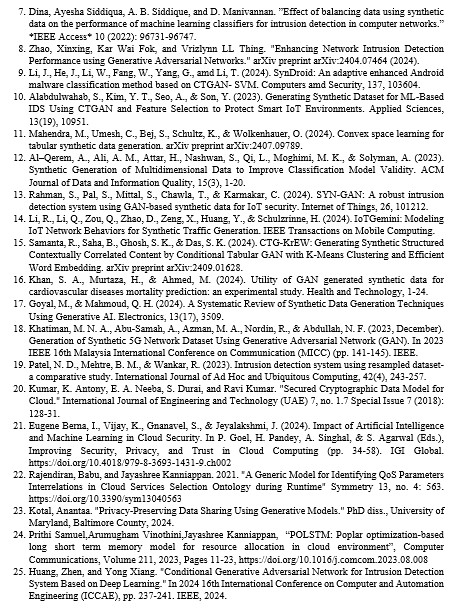 7. Dina, Ayesha Siddiqua, A. B. Siddique, and D. Manivannan. "Effect of balancing data using synthetic
data on the performance of machine learning classifiers for intrusion detection in computer networks."
*IEEE Access* 10 (2022): 96731-96747.
8. Zhao, Xinxing, Kar Wai Fok, and Vrizlynn LL Thing. "Enhancing Network Intrusion Detection
Performance using Generative Adversarial Networks." arXiv preprint arXiv:2404.07464 (2024).
9. Li, J., He, J., Li, W., Fang, W., Yang, G., amd Li, T. (2024). SynDroid: An adaptive enhanced Android
malware classification method based on CTGAN- SVM. Computers amd Security, 137, 103604.
10. Alabdulwahab, S., Kim, Y. T., Seo, A., & Son, Y. (2023). Generating Synthetic Dataset for ML-Based
IDS Using CTGAN and Feature Selection to Protect Smart IoT Environments. Applied Sciences,
13(19), 10951.
11. Mahendra, M., Umesh, C., Bej, S., Schultz, K., & Wolkenhauer, O. (2024). Convex space learning for
tabular synthetic data generation. arXiv preprint arXiv:2407.09789.
12. Al–Qerem, A., Ali, A. M., Attar, H., Nashwan, S., Qi, L., Moghimi, M. K., & Solyman, A. (2023).
Synthetic Generation of Multidimensional Data to Improve Classification Model Validity. ACM
Journal of Data and Information Quality, 15(3), 1-20.
13. Rahman, S., Pal, S., Mittal, S., Chawla, T., & Karmakar, C. (2024). SYN-GAN: A robust intrusion
detection system using GAN-based synthetic data for IoT security. Internet of Things, 26, 101212.
14. Li, R., Li, Q., Zou, Q., Zhao, D., Zeng, X., Huang, Y., & Schulzrinne, H. (2024). IoTGemini: Modeling
IoT Network Behaviors for Synthetic Traffic Generation. IEEE Transactions on Mobile Computing.
15. Samanta, R., Saha, B., Ghosh, S. K., & Das, S. K. (2024). CTG-KrEW: Generating Synthetic Structured
Contextually Correlated Content by Conditional Tabular GAN with K-Means Clustering and Efficient
Word Embedding. arXiv preprint arXiv:2409.01628.
16. Khan, S. A., Murtaza, H., & Ahmed, M. (2024). Utility of GAN generated synthetic data for
cardiovascular diseases mortality prediction: an experimental study. Health and Technology, 1-24.
17. Goyal, M., & Mahmoud, Q. H. (2024). A Systematic Review of Synthetic Data Generation Techniques
Using Generative AI. Electronics, 13(17), 3509.
18. Khatiman, M. N. A., Abu-Samah, A., Azman, M. A., Nordin, R., & Abdullah, N. F. (2023, December).
Generation of Synthetic 5G Network Dataset Using Generative Adversarial Network (GAN). In 2023
IEEE 16th Malaysia International Conference on Communication (MICC) (pp. 141-145). IEEE.
19. Patel, N. D., Mehtre, B. M., & Wankar, R. (2023). Intrusion detection system using resampled dataset-
a comparative study. International Journal of Ad Hoc and Ubiquitous Computing, 42(4), 243-257.
20. Kumar, K. Antony, E. A. Neeba, S. Durai, and Ravi Kumar. "Secured Cryptographic Data Model for
Cloud." International Journal of Engineering and Technology (UAE) 7, no. 1.7 Special Issue 7 (2018):
128-31.
21. Eugene Berna, I., Vijay, K., Gnanavel, S., & Jeyalakshmi, J. (2024). Impact of Artificial Intelligence
and Machine Learning in Cloud Security. In P. Goel, H. Pandey, A. Singhal, & S. Agarwal (Eds.),
Improving Security, Privacy, and Trust in Cloud Computing (pp. 34-58). IGI Global.
https://doi.org/10.4018/979-8-3693-1431-9.ch002
22. Rajendiran, Babu, and Jayashree Kanniappan. 2021. "A Generic Model for Identifying QoS Parameters
Interrelations in Cloud Services Selection Ontology during Runtime" Symmetry 13, no. 4: 563.
https://doi.org/10.3390/sym13040563
23. Kotal, Anantaa. "Privacy-Preserving Data Sharing Using Generative Models." PhD diss., University of
Maryland, Baltimore County, 2024.
24. Prithi Samuel,Arumugham Vinothini,Jayashree Kanniappan, "POLSTM: Poplar optimization-based
long short term memory model for resource allocation in cloud environment", Computer
Communications, Volume 211, 2023, Pages 11-23, https://doi.org/10.1016/j.comcom.2023.08.008
25. Huang, Zhen, and Yong Xiang. "Conditional Generative Adversarial Network for Intrusion Detection
System Based on Deep Learning." In 2024 16th International Conference on Computer and Automation
Engineering (ICCAE), pp. 237-241. IEEE, 2024.